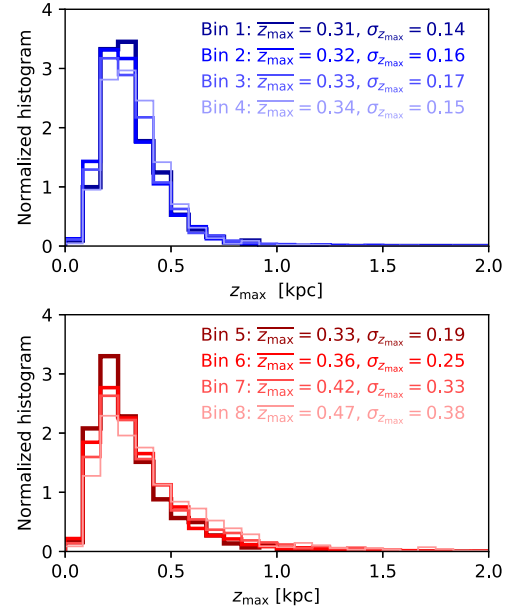 4
3
2
1
0
Normalized histogram
Bin 1: $\overline{z_{\max}} = 0.31$, $\sigma_{z_{\max}} = 0.14$
Bin 2: $\overline{z_{\max}} = 0.32$, $\sigma_{z_{\max}} = 0.16$
Bin 3: $\overline{z_{\max}} = 0.33$, $\sigma_{z_{\max}} = 0.17$
Bin 4: $\overline{z_{\max}} = 0.34$, $\sigma_{z_{\max}} = 0.15$
0.0 0.5 1.0 1.5 2.0
$z_{\max}$ [kpc]
4
3
2
1
0
Normalized histogram
Bin 5: $\overline{z_{\max}} = 0.33$, $\sigma_{z_{\max}} = 0.19$
Bin 6: $\overline{z_{\max}} = 0.36$, $\sigma_{z_{\max}} = 0.25$
Bin 7: $\overline{z_{\max}} = 0.42$, $\sigma_{z_{\max}} = 0.33$
Bin 8: $\overline{z_{\max}} = 0.47$, $\sigma_{z_{\max}} = 0.38$
0.0 0.5 1.0 1.5 2.0
$z_{\max}$ [kpc]